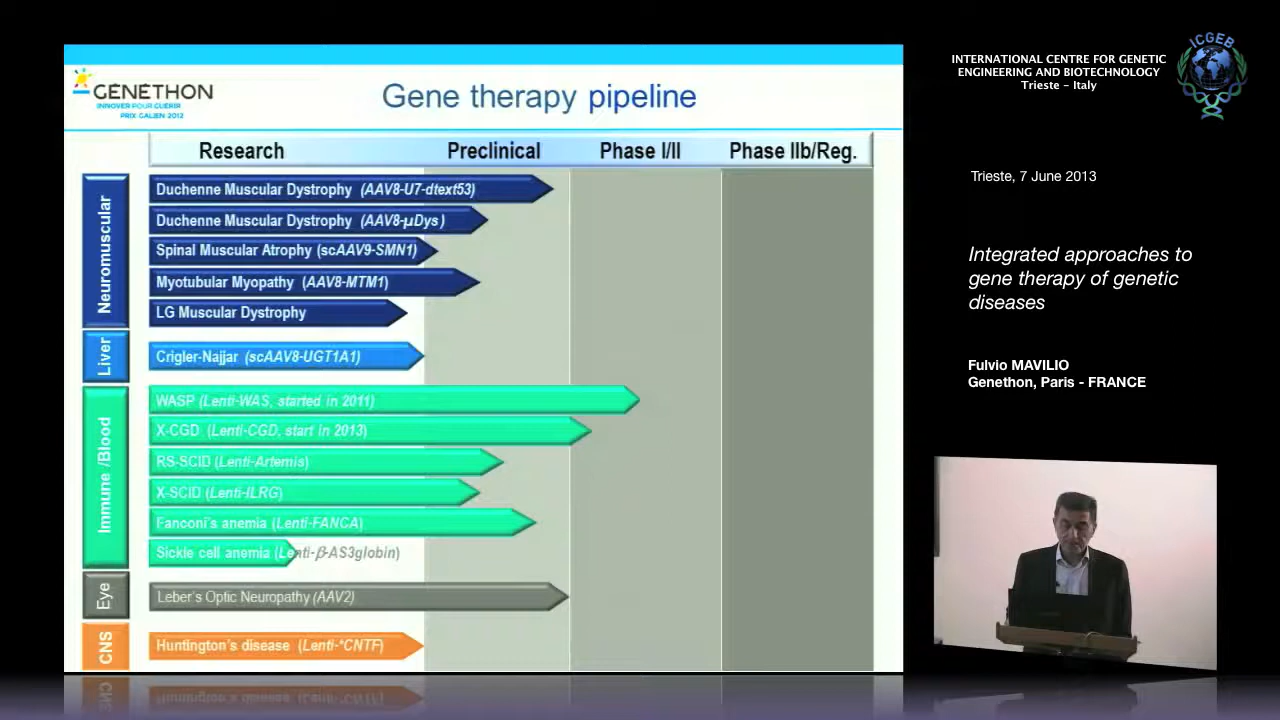 GENETHON
INNOVER POUR GUÉRIR
PRIX GALIEN 2012
Gene therapy pipeline
Research Preclinical Phase I/II Phase IIb/Reg.
Neuromuscular
Duchenne Muscular Dystrophy (AAV8-U7-dtext53)
Duchenne Muscular Dystrophy (AAV8-µDys)
Spinal Muscular Atrophy (scAAV9-SMN1)
Myotubular Myopathy (AAV8-MTM1)
LG Muscular Dystrophy
Liver
Crigler-Najjar (scAAV8-UGT1A1)
Immune /Blood
WASP (Lenti-WAS, started in 2011)
X-CGD (Lenti-CGD, start in 2013)
RS-SCID (Lenti-Artemis)
X-SCID (Lenti-ILRG)
Fanconi's anemia (Lenti-FANCA)
Sickle cell anemia (Lenti-β-AS3globin)
Eye
Leber's Optic Neuropathy (AAV2)
CNS
Huntington's disease (Lenti-*CNTF)
INTERNATIONAL CENTRE FOR GENETIC
ENGINEERING AND BIOTECHNOLOGY
Trieste - Italy
ICGEB
Trieste, 7 June 2013
Integrated approaches to
gene therapy of genetic
diseases
Fulvio MAVILIO
Genethon, Paris - FRANCE